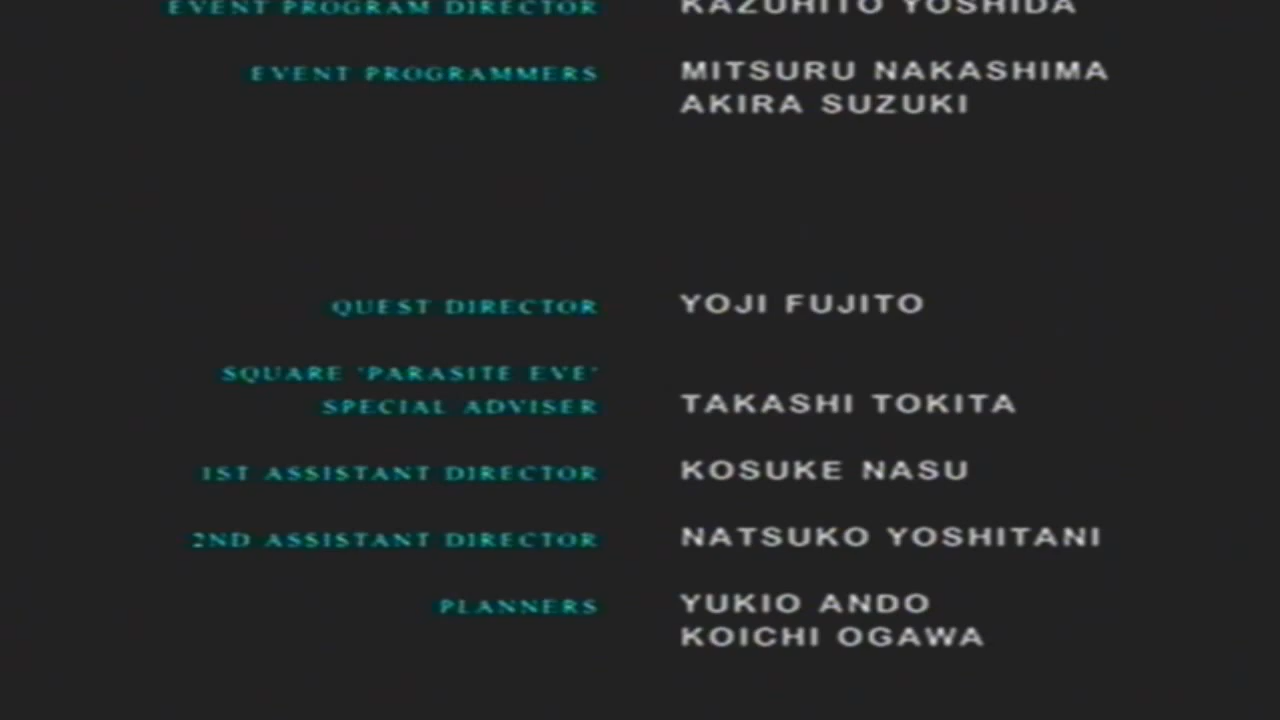 EVENT PROGRAM DIRECTOR KAZUHITO YOSHIDA
EVENT PROGRAMMERS MITSURU NAKASHIMA
AKIRA SUZUKI
QUEST DIRECTOR YOJI FUJITO
SQUARE 'PARASITE EVE'
SPECIAL ADVISER TAKASHI TOKITA
1ST ASSISTANT DIRECTOR KOSUKE NASU
2ND ASSISTANT DIRECTOR NATSUKO YOSHITANI
PLANNERS YUKIO ANDO
KOICHI OGAWA